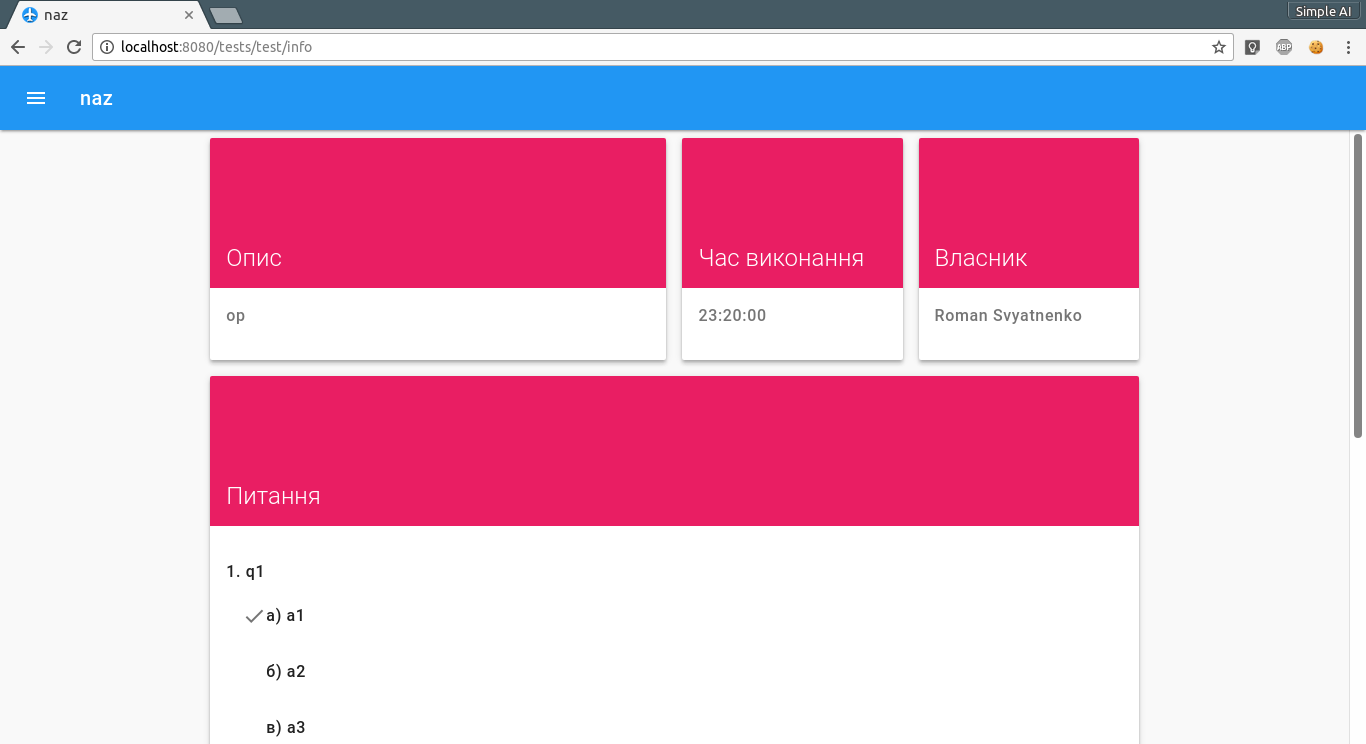 naz
Simple AI
localhost:8080/tests/test/info
ABP
naz
Опис
Час виконання
Власник
op
23:20:00
Roman Svyatnenko
Питання
1. q1
а) a1
б) a2
в) a3